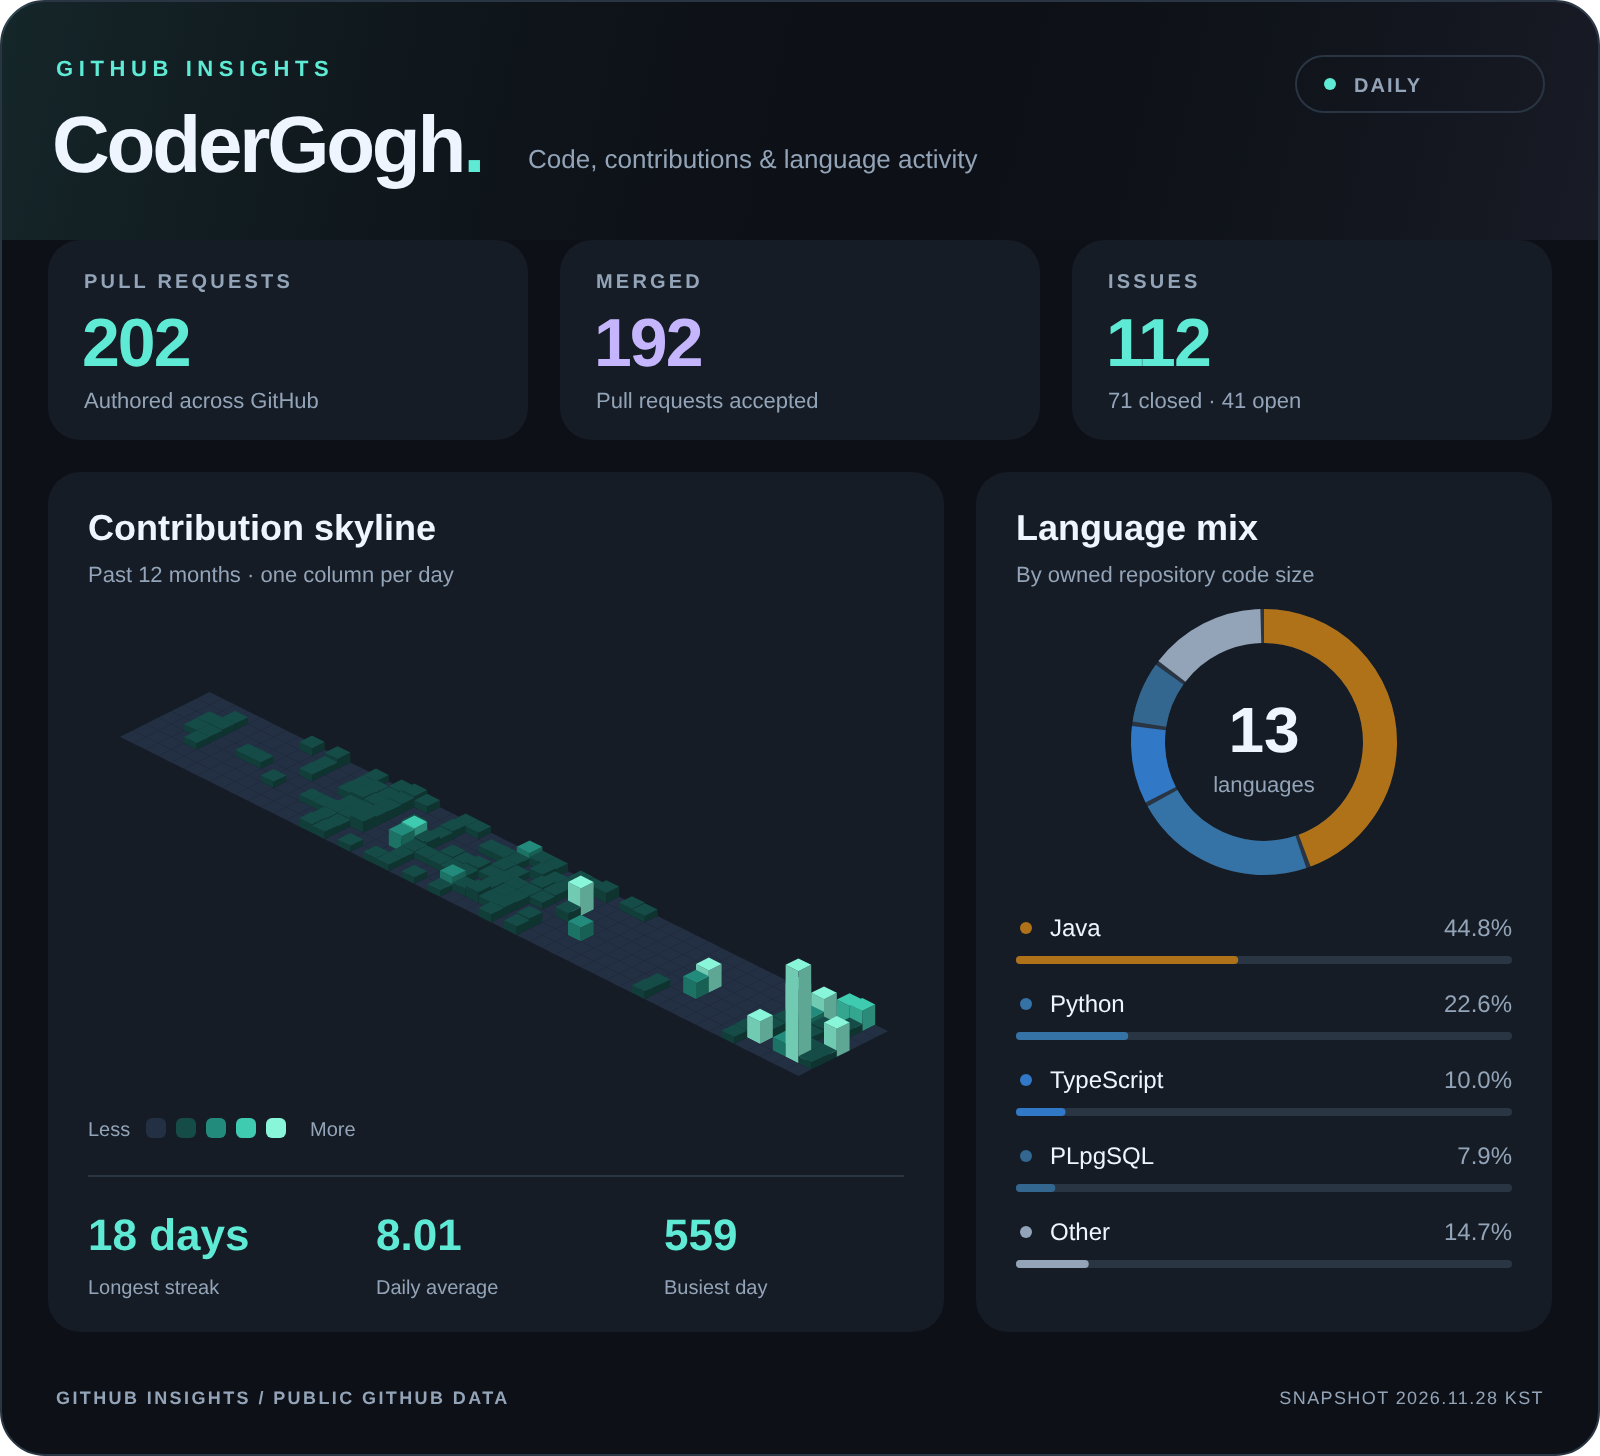 GITHUB INSIGHTS
DAILY
CoderGogh.
Code, contributions & language activity
PULL REQUESTS
202
Authored across GitHub
MERGED
192
Pull requests accepted
ISSUES
112
71 closed · 41 open
Contribution skyline
Past 12 months · one column per day
Less
More
18 days
Longest streak
8.01
Daily average
559
Busiest day
Language mix
By owned repository code size
13
languages
Java 44.8%
Python 22.6%
TypeScript 10.0%
PLpgSQL 7.9%
Other 14.7%
GITHUB INSIGHTS / PUBLIC GITHUB DATA
SNAPSHOT 2026.11.28 KST